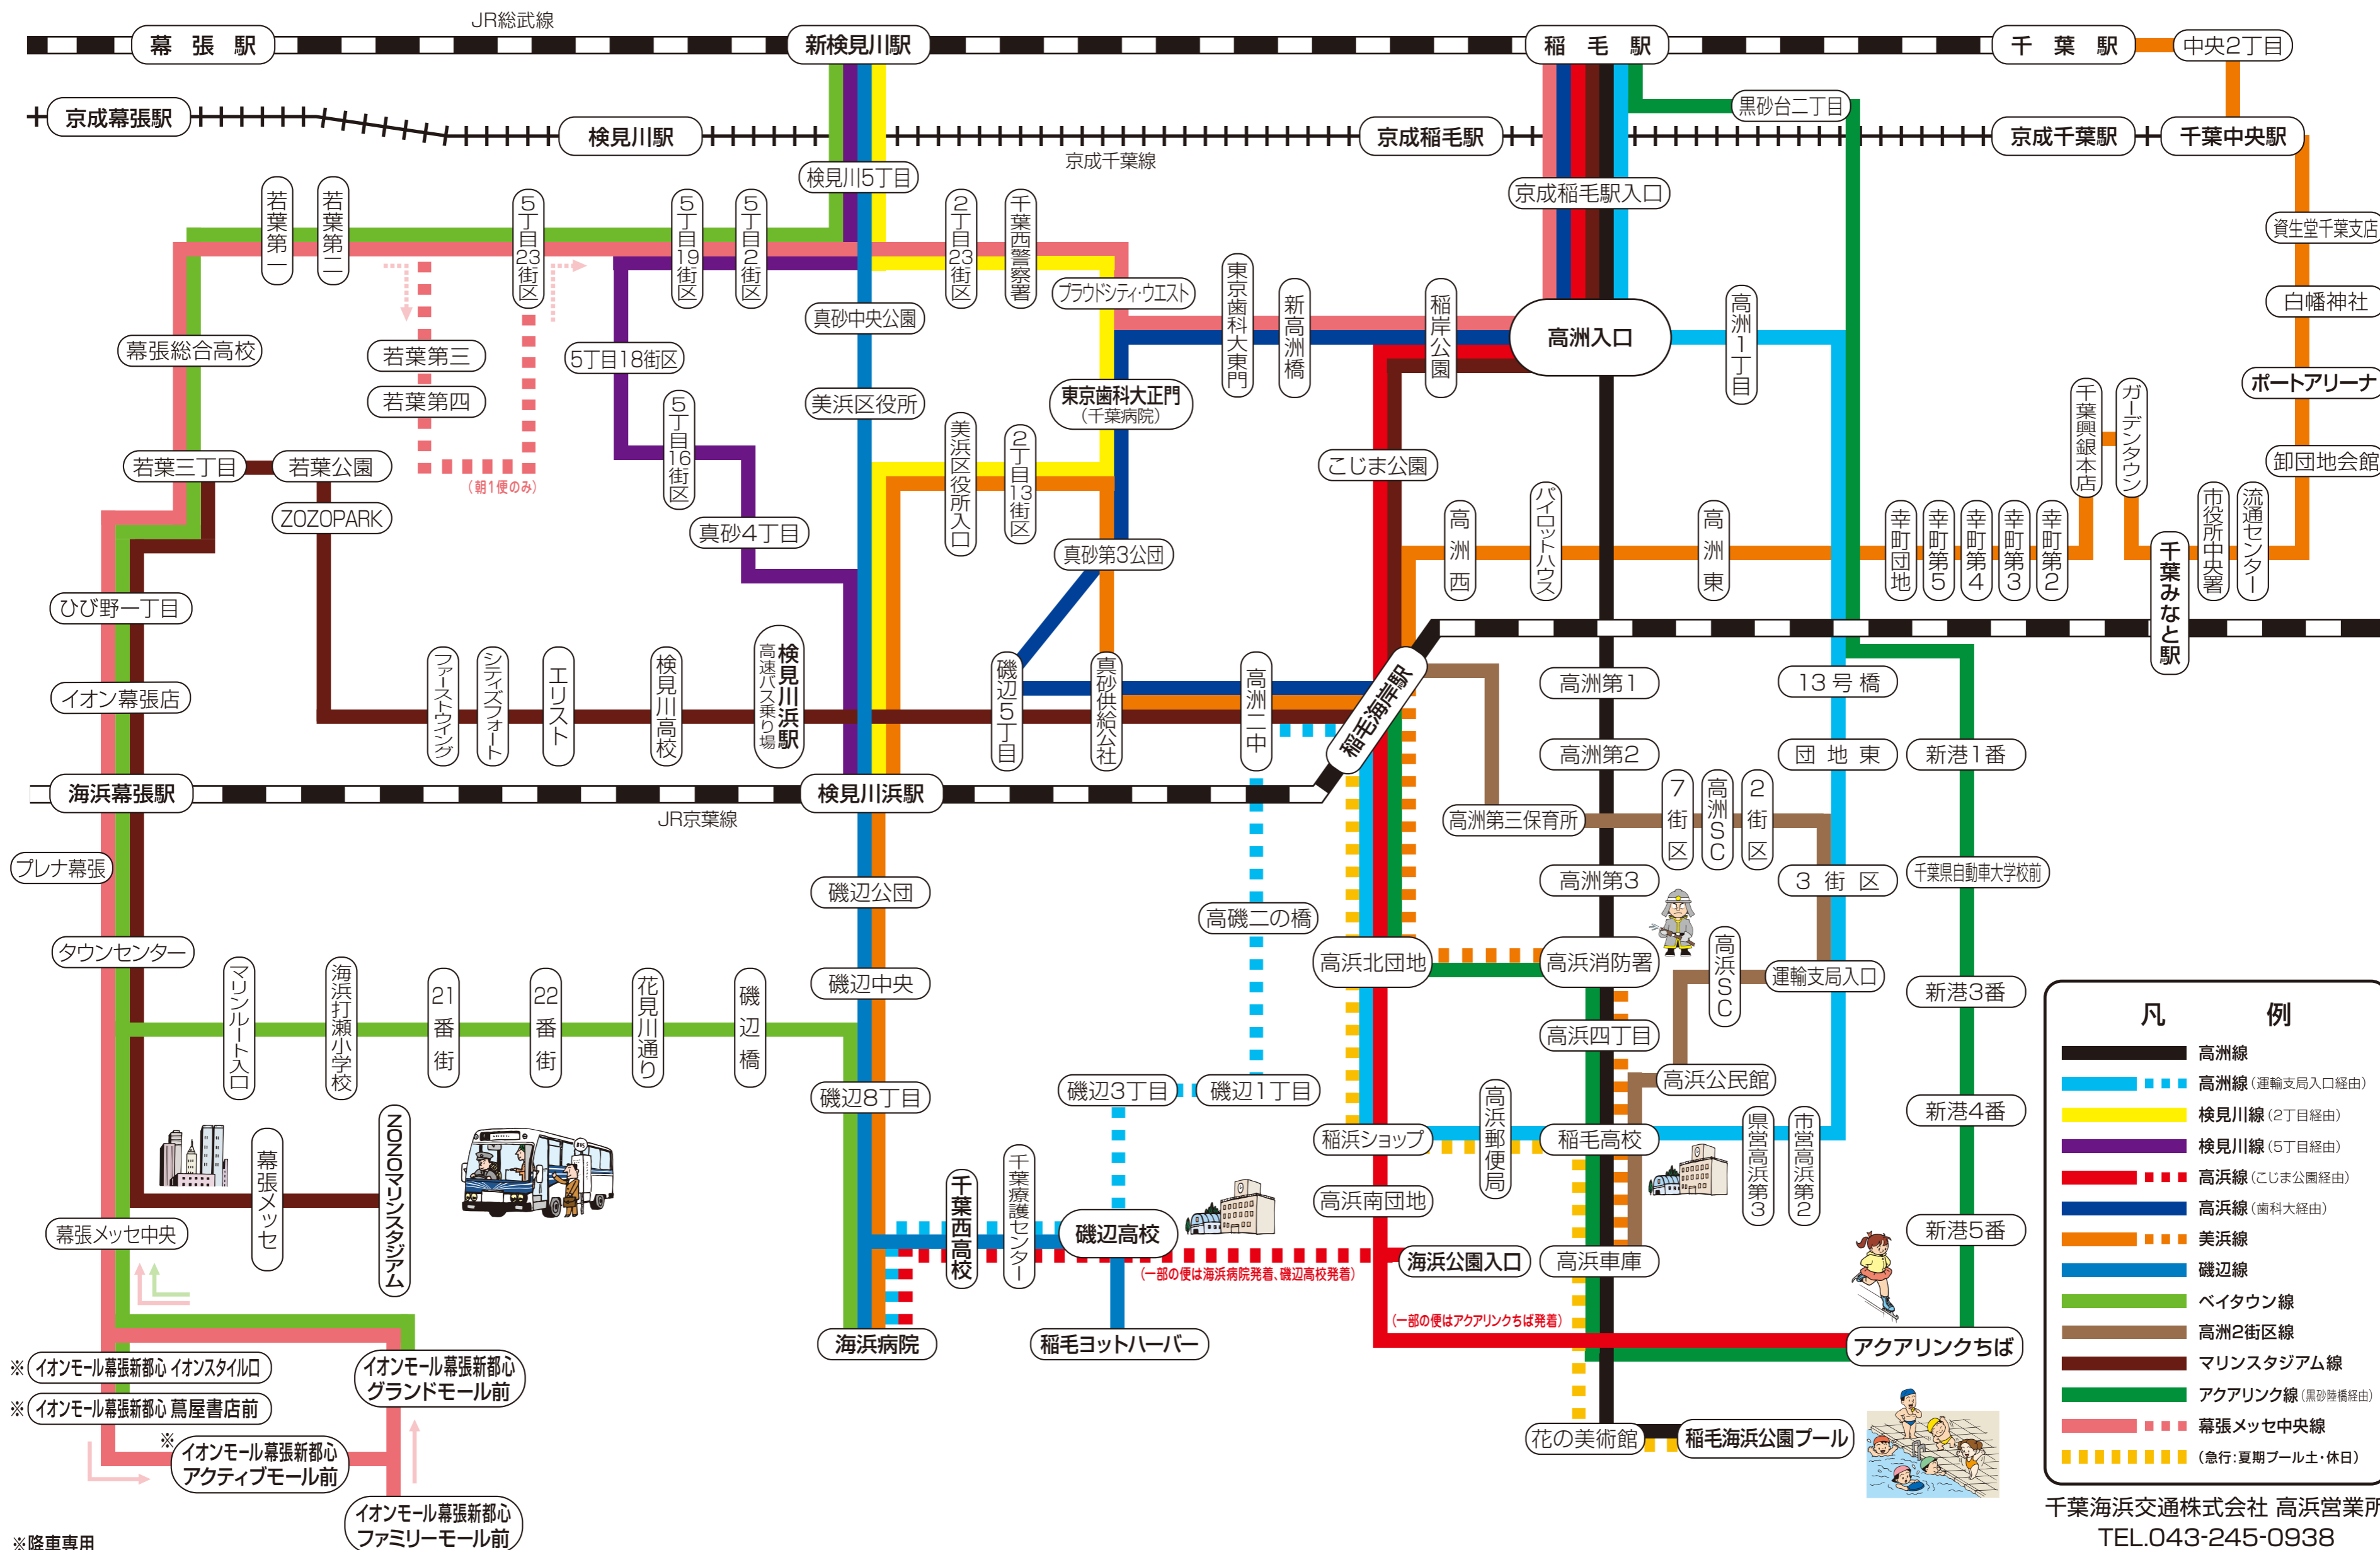 JR総武線
幕張駅
新検見川駅
稲毛駅
千葉駅
中央2丁目
京成幕張駅
検見川駅
京成稲毛駅
黒砂台二丁目
京成千葉駅
千葉中央駅
京成千葉線
検見川5丁目
京成稲毛駅入口
若葉第一
若葉第二
5丁目23街区
5丁目19街区
5丁目2街区
2丁目23街区
千葉西警察署
資生堂千葉支店
プラウドシティ・ウエスト
東京歯科大東門
新高洲橋
稲岸公園
高洲入口
高洲1丁目
白幡神社
真砂中央公園
幕張総合高校
若葉第三
若葉第四
5丁目18街区
美浜区役所
東京歯科大正門
(千葉病院)
ポートアリーナ
千葉興銀本店
ガーデンタウン
5丁目16街区
美浜区役所入口
2丁目13街区
こじま公園
卸団地会館
若葉三丁目
若葉公園
(朝1便のみ)
ZOZOPARK
真砂4丁目
真砂第3公団
高洲西
パイロットハウス
高洲東
幸町団地
幸町第5
幸町第4
幸町第3
幸町第2
千葉みなと駅
市役所中央署
流通センター
ひび野一丁目
イオン幕張店
ファーストウイング
シティズフォート
エリスト
検見川高校
検見川浜駅
高速バス乗り場
磯辺5丁目
真砂供給公社
高洲二中
稲毛海岸駅
高洲第1
13号橋
高洲第2
団地東
新港1番
海浜幕張駅
検見川浜駅
JR京葉線
高洲第三保育所
7街区
高洲SC
2街区
プレナ幕張
磯辺公団
高洲第3
3街区
千葉県自動車大学校前
高磯二の橋
タウンセンター
マリンルート入口
海浜打瀬小学校
21番街
22番街
花見川通り
磯辺橋
磯辺中央
高浜北団地
高浜消防署
高浜SC
運輸支局入口
新港3番
高浜四丁目
高浜公民館
磯辺8丁目
磯辺3丁目
磯辺1丁目
新港4番
稲浜ショップ
高浜郵便局
稲毛高校
県営高浜第3
市営高浜第2
幕張メッセ
ZOZOマリンスタジアム
千葉西高校
千葉療護センター
高浜南団地
幕張メッセ中央
磯辺高校
海浜公園入口
高浜車庫
新港5番
(一部の便は海浜病院発着、磯辺高校発着)
(一部の便はアクアリンクちば発着)
海浜病院
稲毛ヨットハーバー
アクアリンクちば
※イオンモール幕張新都心 イオンスタイル口
イオンモール幕張新都心
グランドモール前
※イオンモール幕張新都心 蔦屋書店前
※
イオンモール幕張新都心
アクティブモール前
花の美術館
稲毛海浜公園プール
イオンモール幕張新都心
ファミリーモール前
※降車専用
凡例
高洲線
高洲線(運輸支局入口経由)
検見川線(2丁目経由)
検見川線(5丁目経由)
高浜線(こじま公園経由)
高浜線(歯科大経由)
美浜線
磯辺線
ベイタウン線
高洲2街区線
マリンスタジアム線
アクアリンク線(黒砂陸橋経由)
幕張メッセ中央線
(急行:夏期プール土・休日)
千葉海浜交通株式会社 高浜営業所
TEL.043-245-0938